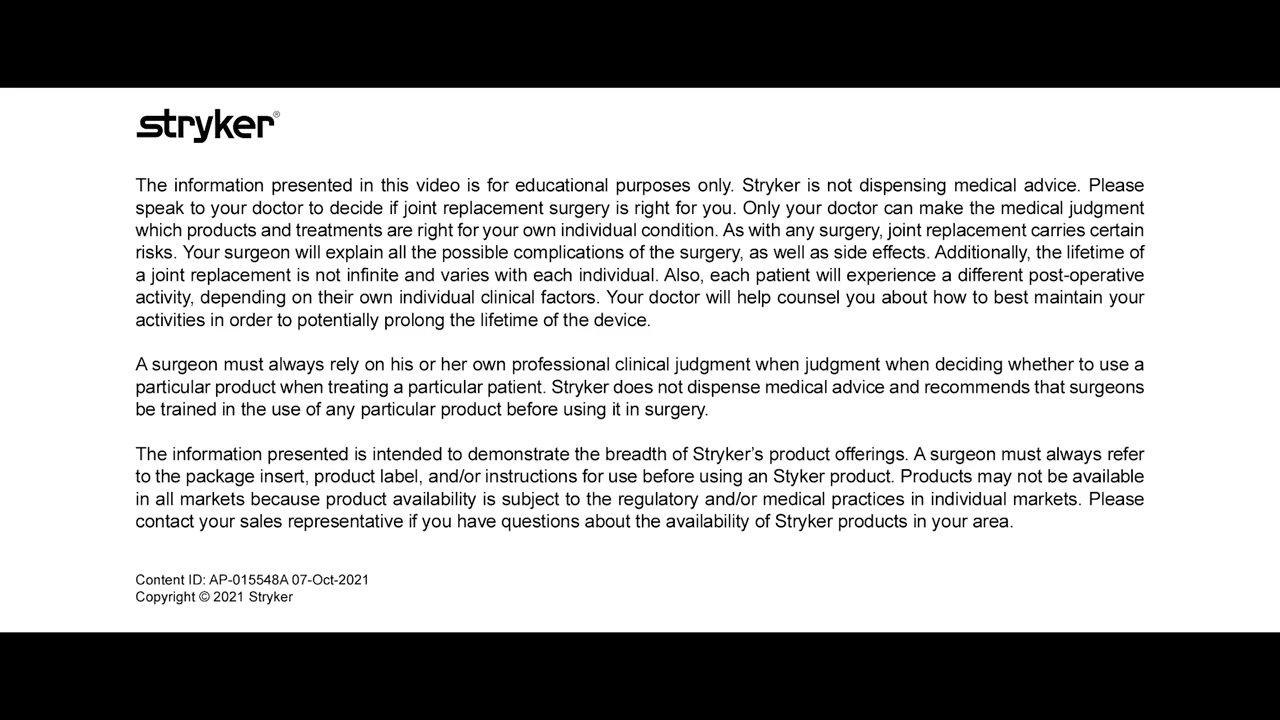 stryker®
The information presented in this video is for educational purposes only. Stryker is not dispensing medical advice. Please
speak to your doctor to decide if joint replacement surgery is right for you. Only your doctor can make the medical judgment
which products and treatments are right for your own individual condition. As with any surgery, joint replacement carries certain
risks. Your surgeon will explain all the possible complications of the surgery, as well as side effects. Additionally, the lifetime of
a joint replacement is not infinite and varies with each individual. Also, each patient will experience a different post-operative
activity, depending on their own individual clinical factors. Your doctor will help counsel you about how to best maintain your
activities in order to potentially prolong the lifetime of the device.
A surgeon must always rely on his or her own professional clinical judgment when judgment when deciding whether to use a
particular product when treating a particular patient. Stryker does not dispense medical advice and recommends that surgeons
be trained in the use of any particular product before using it in surgery.
The information presented is intended to demonstrate the breadth of Stryker’s product offerings. A surgeon must always refer
to the package insert, product label, and/or instructions for use before using an Styker product. Products may not be available
in all markets because product availability is subject to the regulatory and/or medical practices in individual markets. Please
contact your sales representative if you have questions about the availability of Stryker products in your area.
Content ID: AP-015548A 07-Oct-2021
Copyright © 2021 Stryker